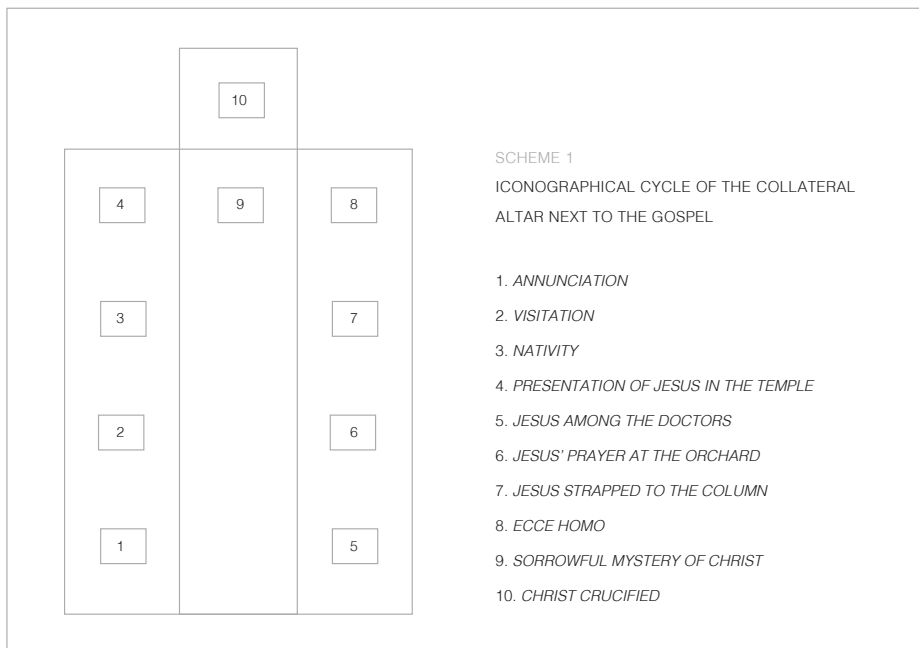 10
4
9
8
3
7
2
6
1
5
SCHEME 1
ICONOGRAPHICAL CYCLE OF THE COLLATERAL
ALTAR NEXT TO THE GOSPEL
1. ANNUNCIATION
2. VISITATION
3. NATIVITY
4. PRESENTATION OF JESUS IN THE TEMPLE
5. JESUS AMONG THE DOCTORS
6. JESUS' PRAYER AT THE ORCHARD
7. JESUS STRAPPED TO THE COLUMN
8. ECCE HOMO
9. SORROWFUL MYSTERY OF CHRIST
10. CHRIST CRUCIFIED